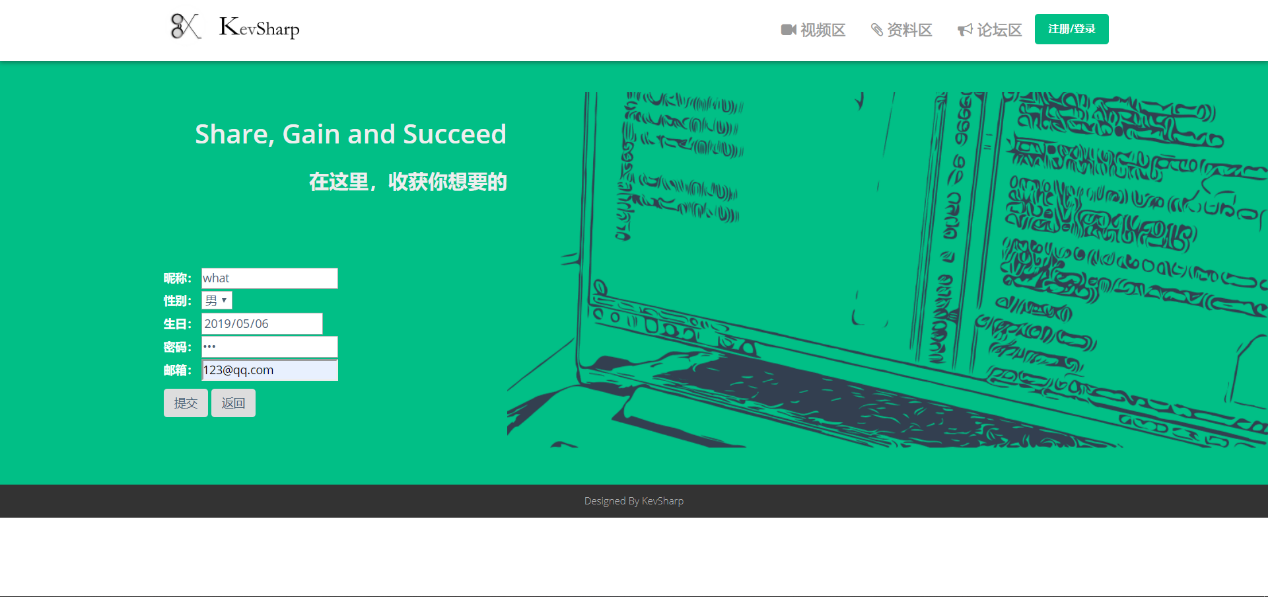 KevSharp
视频区 资料区 论坛区 注册/登录
Share, Gain and Succeed
在这里，收获你想要的
昵称： what
性别： 男
生日： 2019/05/06
密码： •••
邮箱： 123@qq.com
提交 返回
Designed By KevSharp